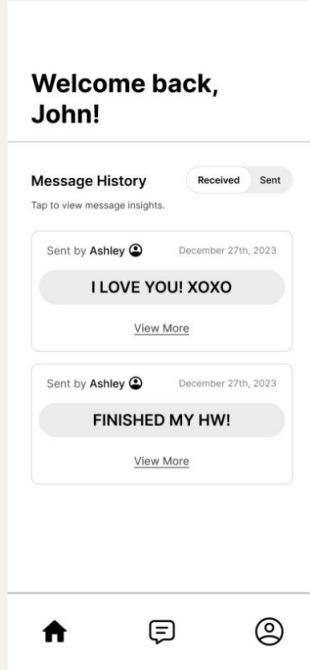 Welcome back,
John!
Message History
Received Sent
Tap to view message insights.
Sent by Ashley December 27th, 2023
I LOVE YOU! XOXO
View More
Sent by Ashley December 27th, 2023
FINISHED MY HW!
View More